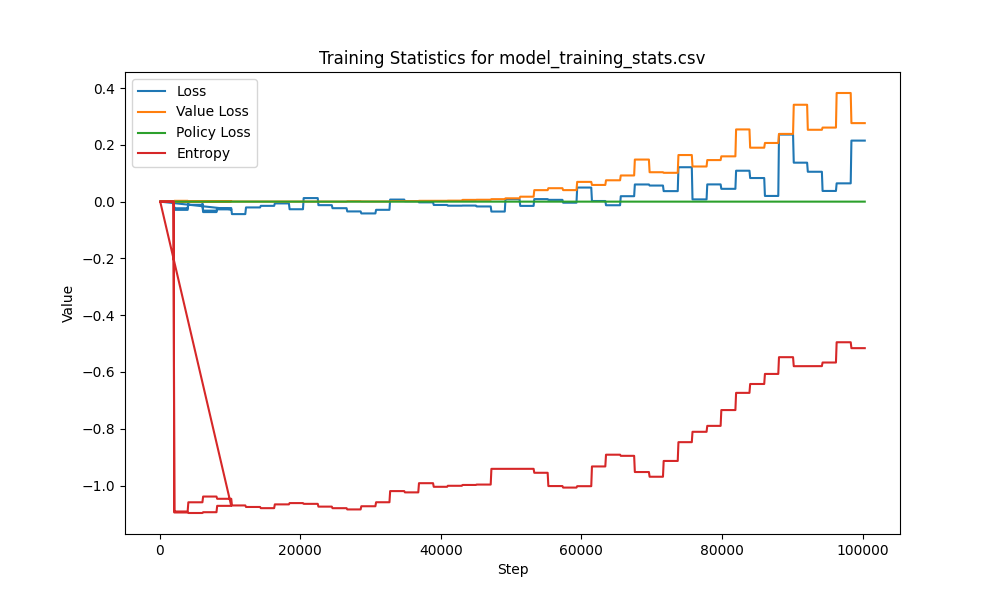 Training Statistics for model_training_stats.csv
Loss
Value Loss
Policy Loss
Entropy
0.4
0.2
0.0
−0.2
−0.4
−0.6
−0.8
−1.0
Value
0 20000 40000 60000 80000 100000
Step